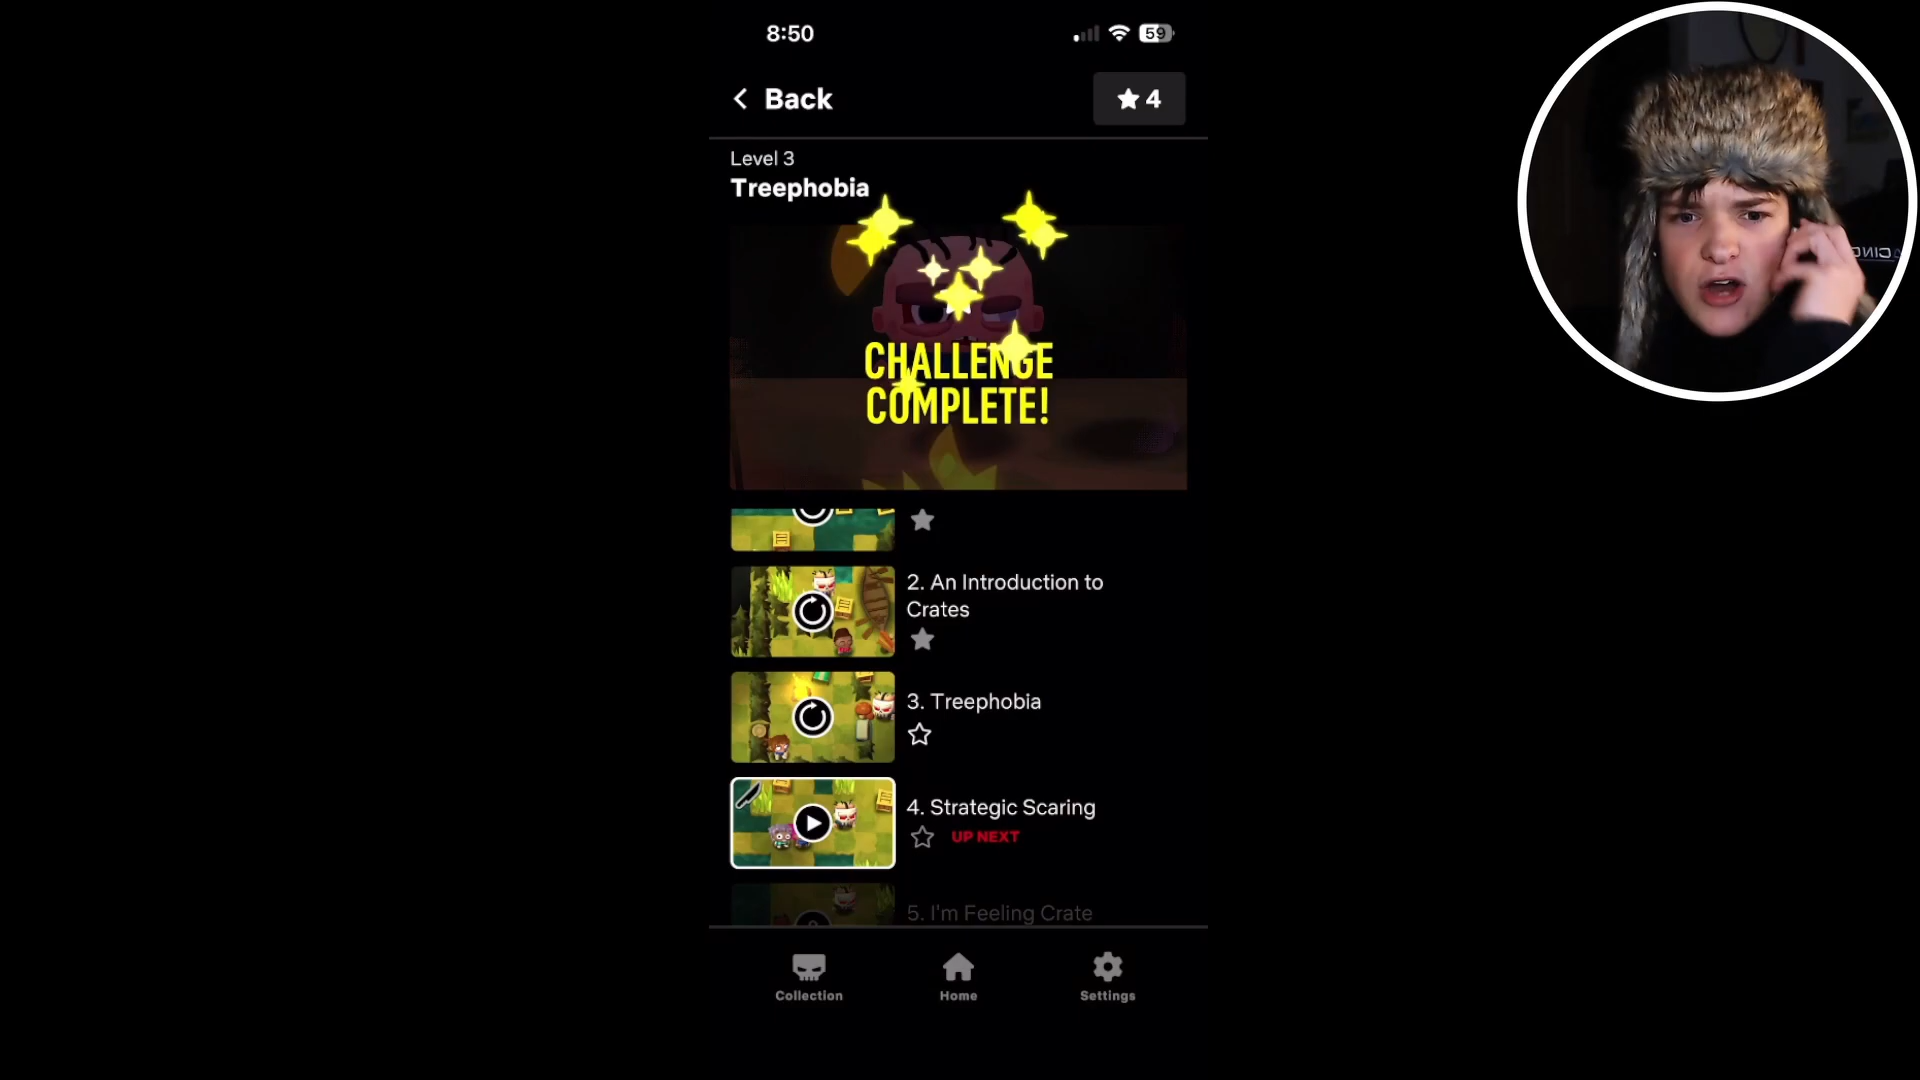 8:50
59
Back
4
Level 3
Treephobia
CHALLENGE
COMPLETE!
2. An Introduction to
Crates
3. Treephobia
4. Strategic Scaring
UP NEXT
5. I'm Feeling Crate
Collection
Home
Settings